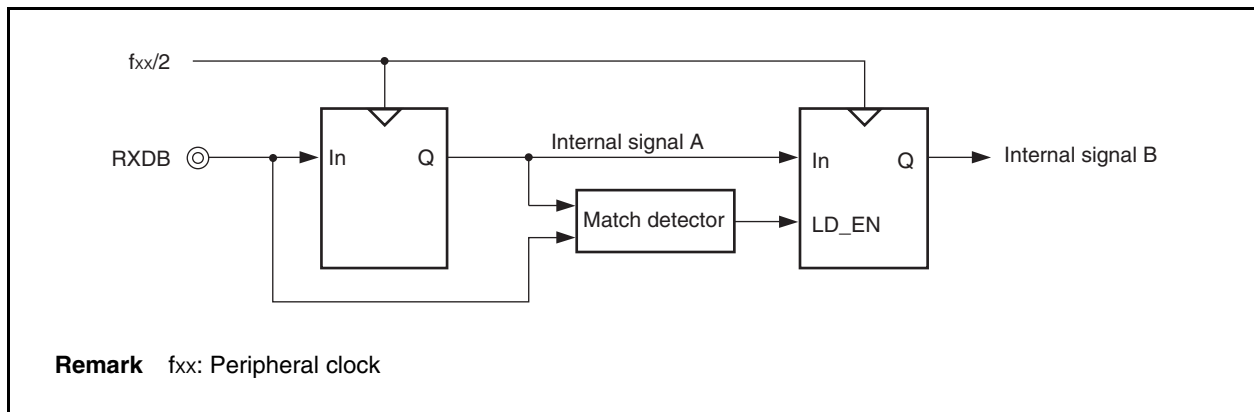 fxx/2
RXDB
In
Q
Internal signal A
In
Q
Internal signal B
Match detector
LD_EN
Remark fxx: Peripheral clock